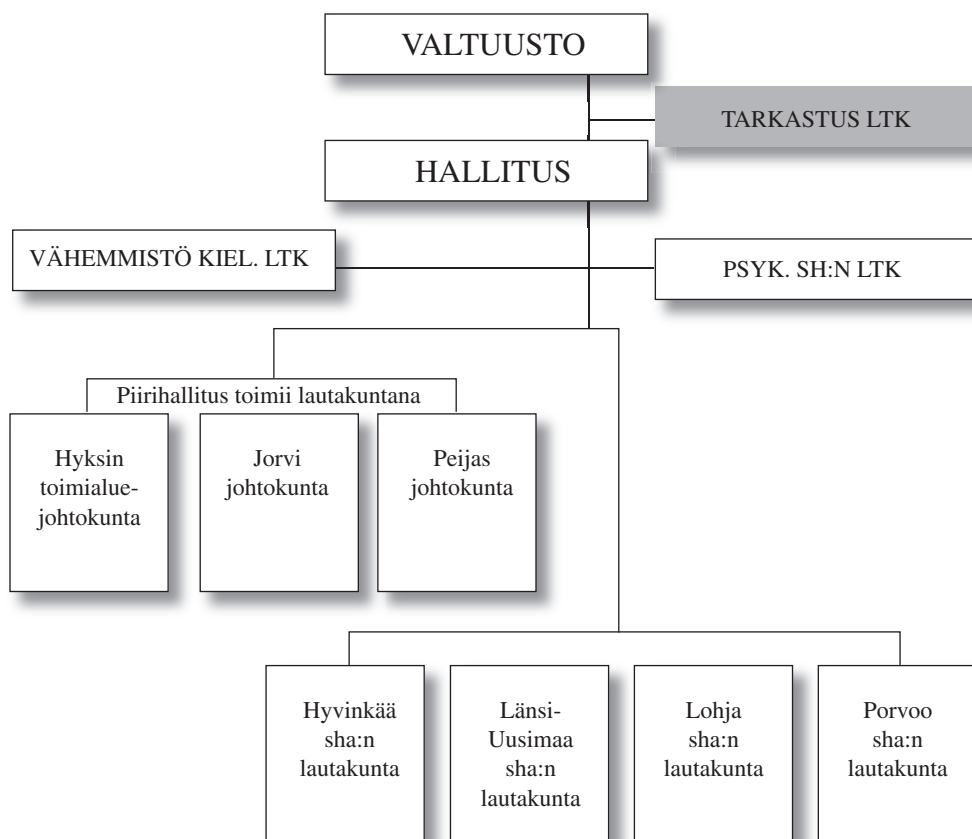 VALTUUSTO
TARKASTUS LTK
HALLITUS
VÄHEMMISTÖ KIEL. LTK
PSYK. SH:N LTK
Piirihallitus toimii lautakuntana
Hyksin
toimialue-
johtokunta
Jorvi
johtokunta
Peijas
johtokunta
Hyvinkää
sha:n
lautakunta
Länsi-
Uusimaa
sha:n
lautakunta
Lohja
sha:n
lautakunta
Porvoo
sha:n
lautakunta